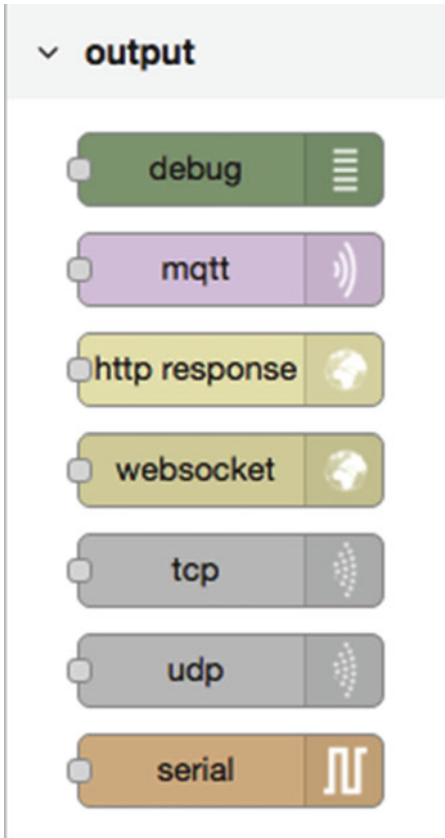 output
debug
mqtt
http response
websocket
tcp
udp
serial